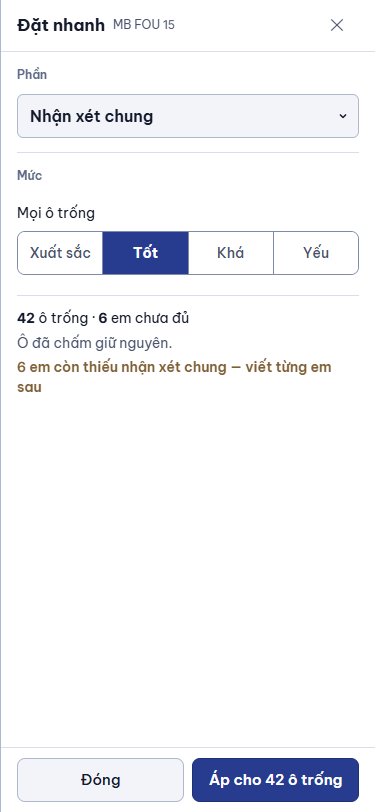 Đặt nhanh MB FOU 15
Phần
Nhận xét chung
Mức
Mọi ô trống
Xuất sắc Tốt Khá Yếu
42 ô trống · 6 em chưa đủ
Ô đã chấm giữ nguyên.
6 em còn thiếu nhận xét chung — viết từng em
sau
Đóng Áp cho 42 ô trống